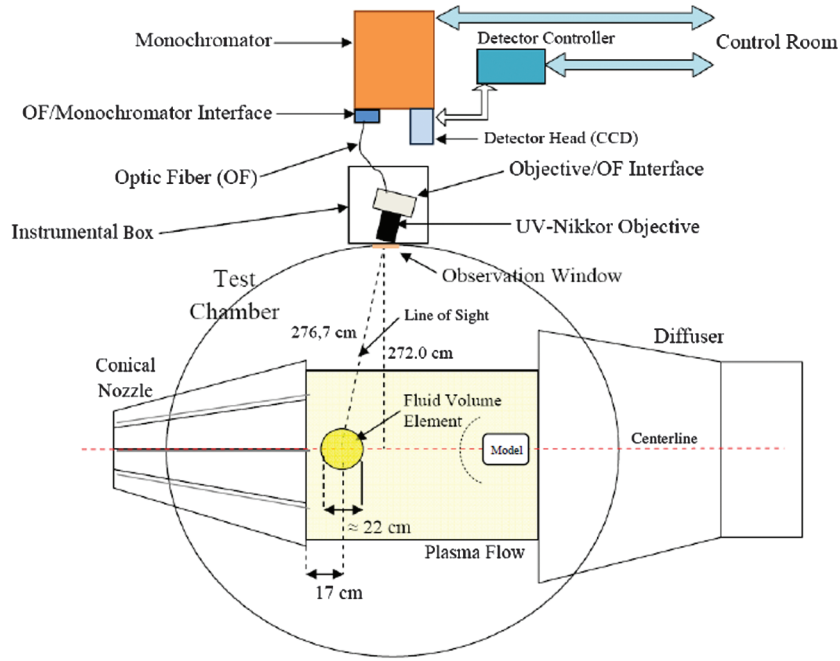 Monochromator
Detector Controller
Control Room
OF/Monochromator Interface
Detector Head (CCD)
Optic Fiber (OF)
Objective/OF Interface
Instrumental Box
UV-Nikkor Objective
Test
Chamber
Observation Window
Line of Sight
276,7 cm
272.0 cm
Diffuser
Conical
Nozzle
Fluid Volume
Element
Model
Centerline
≈ 22 cm
Plasma Flow
17 cm